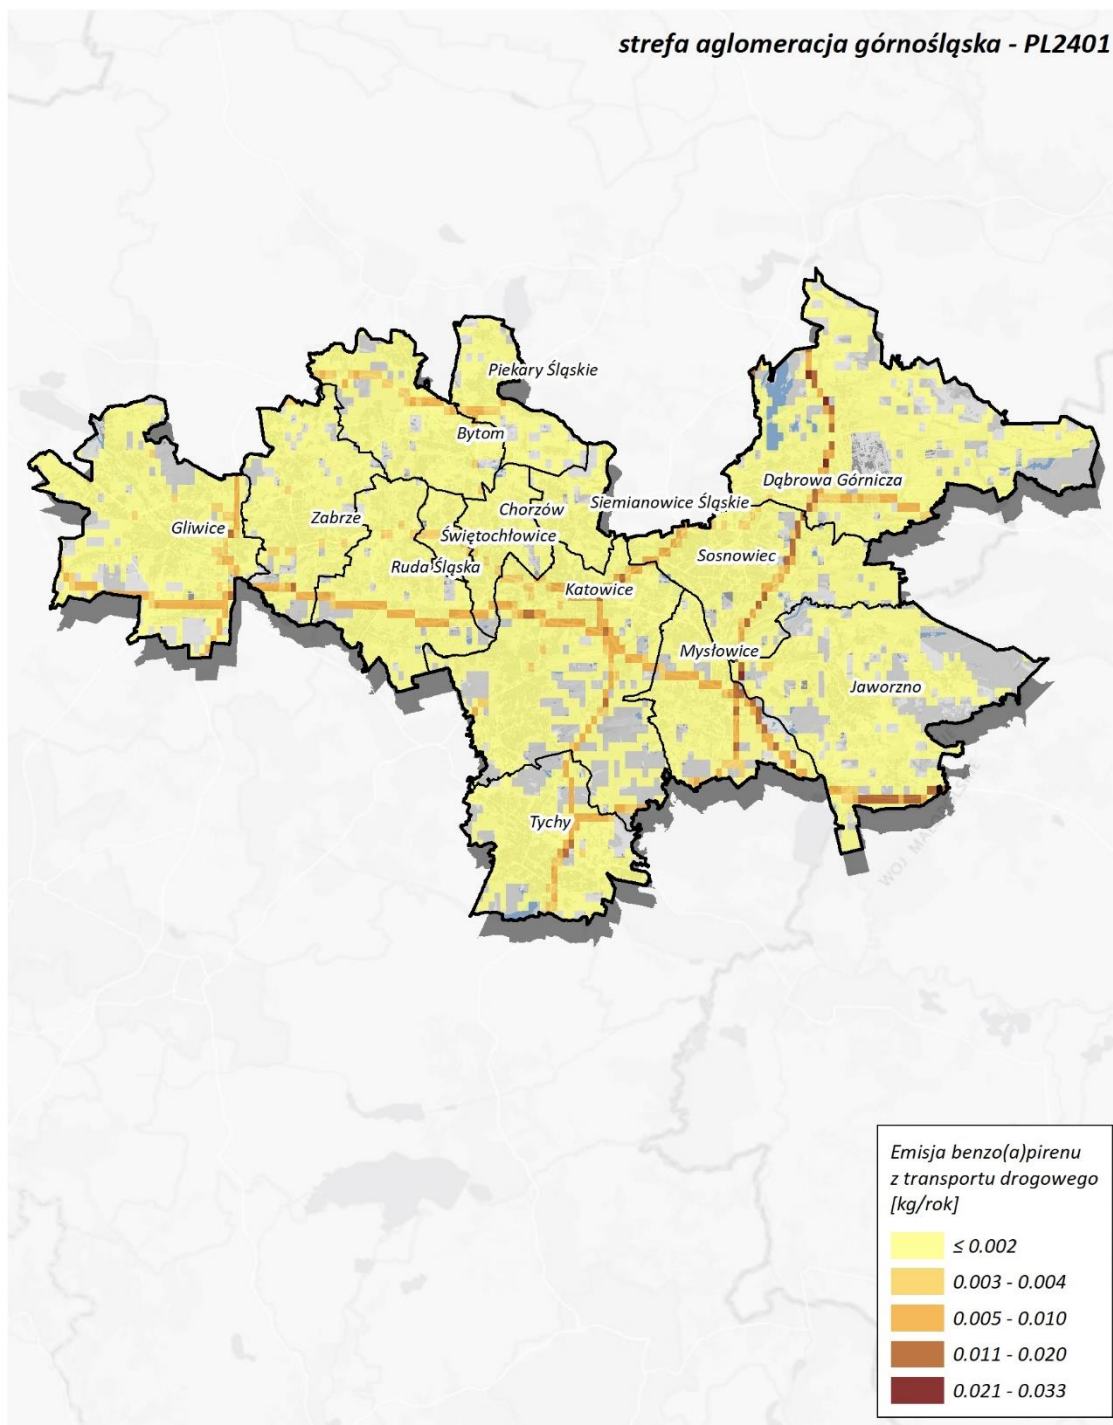 strefa aglomeracja górnośląska - PL2401
Piekary Śląskie
Bytom
Dąbrowa Górnicza
Chorzów
Siemianowice Śląskie
Zabrze
Gliwice
Świętochłowice
Sosnowiec
Ruda Śląska
Katowice
Mysłowice
Jaworzno
Tychy
Emisja benzo(a)pirenu
z transportu drogowego
[kg/rok]
≤ 0.002
0.003 - 0.004
0.005 - 0.010
0.011 - 0.020
0.021 - 0.033